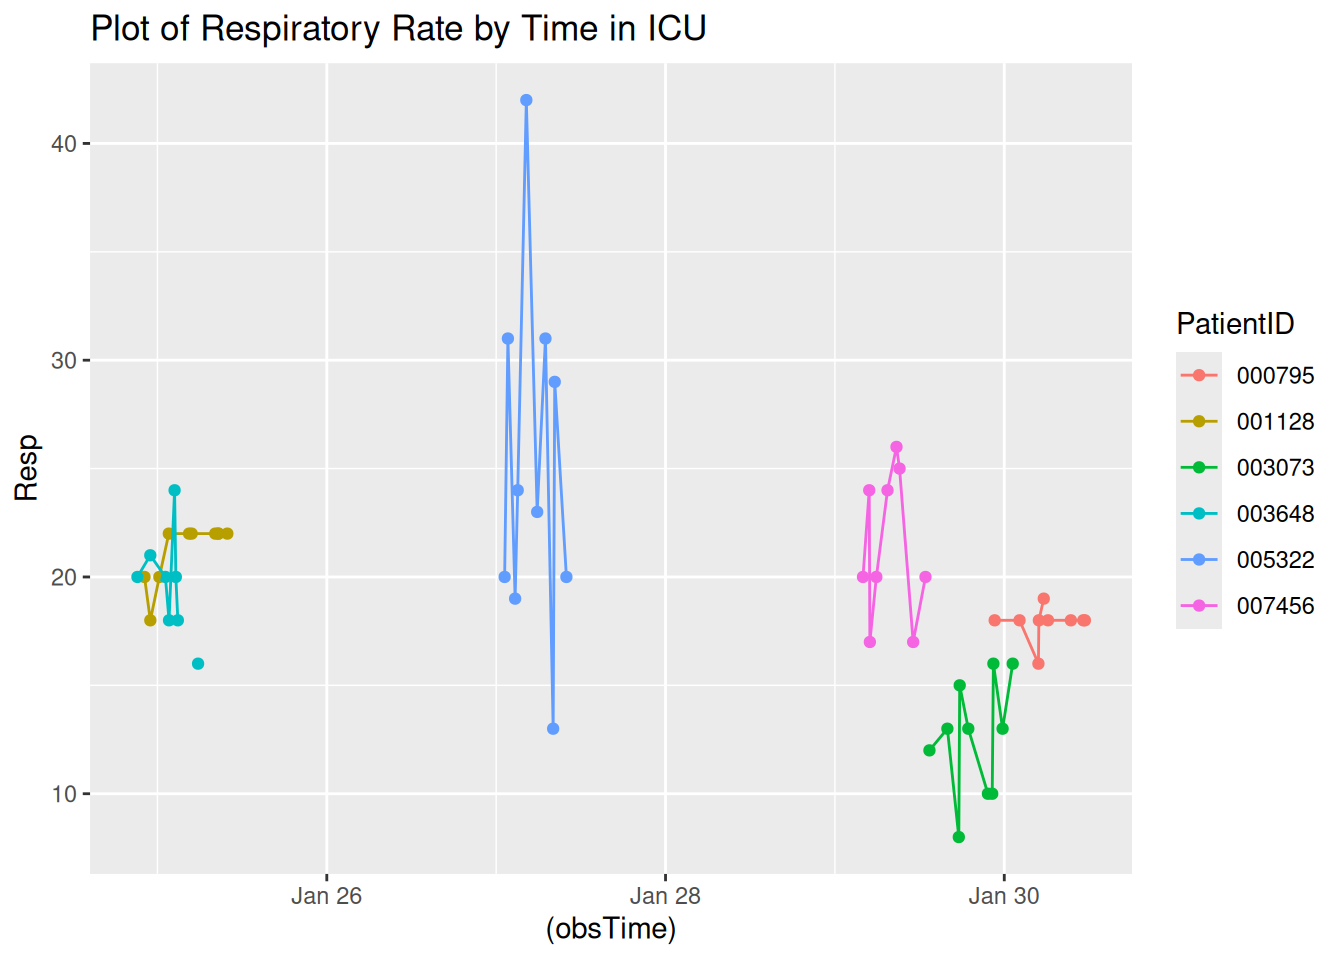 Plot of Respiratory Rate by Time in ICU
Resp
40
30
20
10
Jan 26
Jan 28
Jan 30
(obsTime)
PatientID
000795
001128
003073
003648
005322
007456